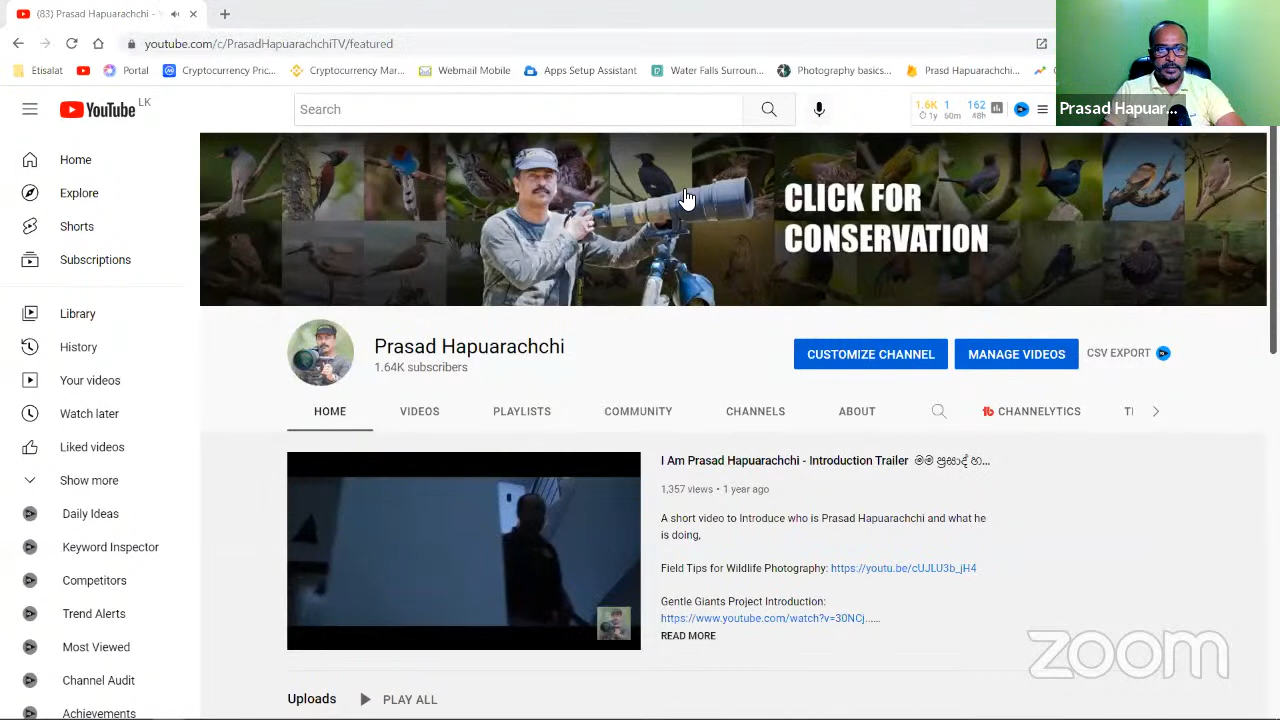 (83) Prasad Hapuarachchi - Y
youtube.com/c/PrasadHapuarachchiTV/featured
Etisalat
Portal
Cryptocurrency Pric...
Cryptocurrency Mar...
Webmail Mobile
Apps Setup Assistant
Water Falls Surroun...
Photography basics...
Prasd Hapuarachchi...
Prasad Hapuar...
YouTube LK
Search
1.6K 1 162
1y 60m 48h
CLICK FOR
CONSERVATION
Home
Explore
Shorts
Subscriptions
Library
History
Your videos
Watch later
Liked videos
Show more
Daily Ideas
Keyword Inspector
Competitors
Trend Alerts
Most Viewed
Channel Audit
Achievements
Prasad Hapuarachchi
1.64K subscribers
CUSTOMIZE CHANNEL
MANAGE VIDEOS
CSV EXPORT
HOME
VIDEOS
PLAYLISTS
COMMUNITY
CHANNELS
ABOUT
CHANNELYTICS
I Am Prasad Hapuarachchi - Introduction Trailer මම ප්‍රසාද් හ...
1,357 views • 1 year ago
A short video to Introduce who is Prasad Hapuarachchi and what he
is doing,
Field Tips for Wildlife Photography: https://youtu.be/cUJLU3b_jH4
Gentle Giants Project Introduction:
https://www.youtube.com/watch?v=30NCj......
READ MORE
Uploads
PLAY ALL
zoom